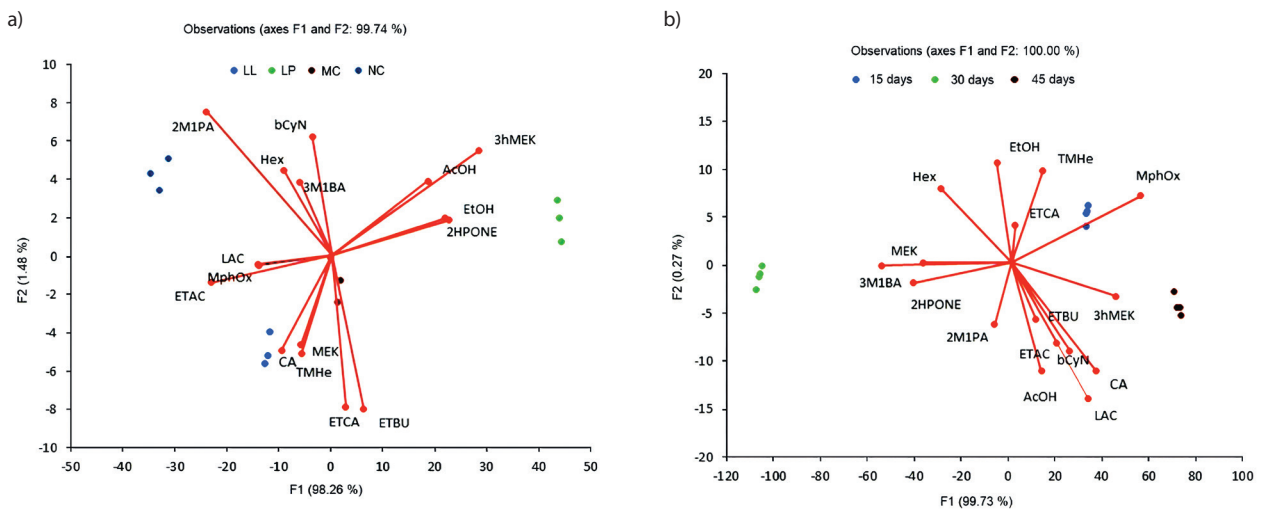 a)
Observations (axes F1 and F2: 99.74 %)
LL LP MC NC
10
8
6
4
2
0
-2
-4
-6
-8
-10
F2 (1.48 %)
2M1PA
bCyN
3hMEK
Hex
AcOH
3M1BA
EtOH
2HPONE
LAC
MphOx
ETAC
MEK
CA
TMHe
ETCA
ETBU
-50 -40 -30 -20 -10 0 10 20 30 40 50
F1 (98.26 %)
b)
Observations (axes F1 and F2: 100.00 %)
15 days 30 days 45 days
20
15
10
5
0
-5
-10
-15
-20
F2 (0.27 %)
EtOH
TMHe
Hex
MphOx
ETCA
MEK
3M1BA
2HPONE
3hMEK
ETBU
2M1PA
ETAC
bCyN
CA
AcOH
LAC
-120 -100 -80 -60 -40 -20 0 20 40 60 80 100
F1 (99.73 %)